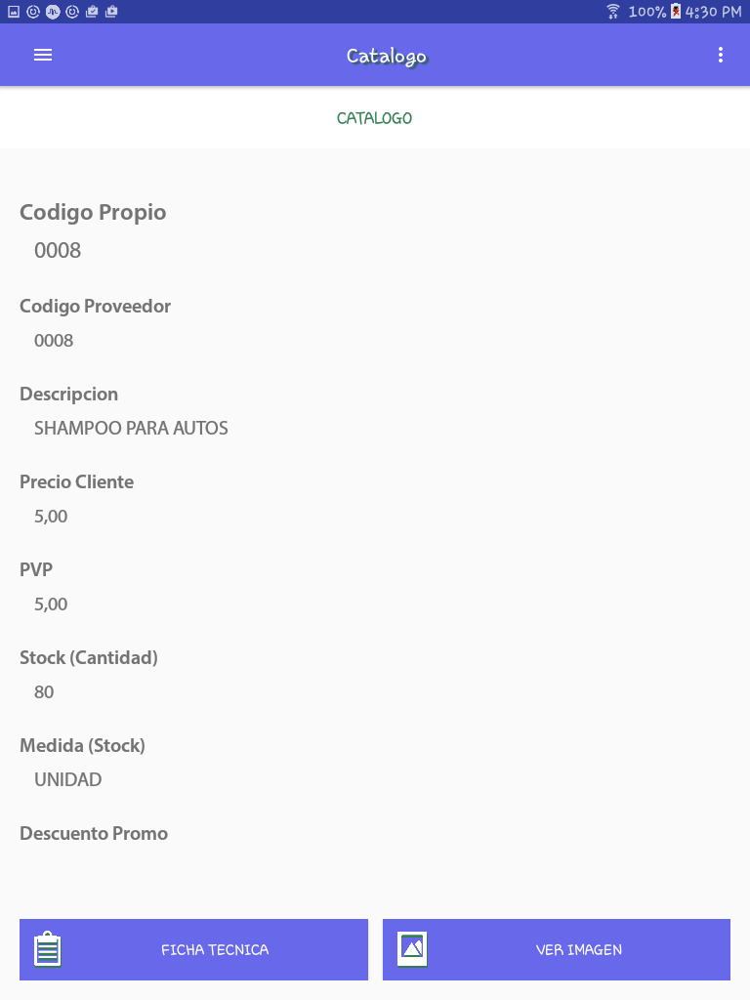 100% 4:30 PM
Catalogo
CATALOGO
Codigo Propio
0008
Codigo Proveedor
0008
Descripcion
SHAMPOO PARA AUTOS
Precio Cliente
5,00
PVP
5,00
Stock (Cantidad)
80
Medida (Stock)
UNIDAD
Descuento Promo
FICHA TECNICA
VER IMAGEN